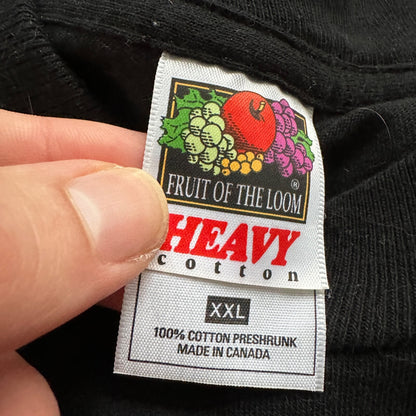 FRUIT OF THE LOOM ®
HEAVY
cotton
XXL
100% COTTON PRESHRUNK
MADE IN CANADA